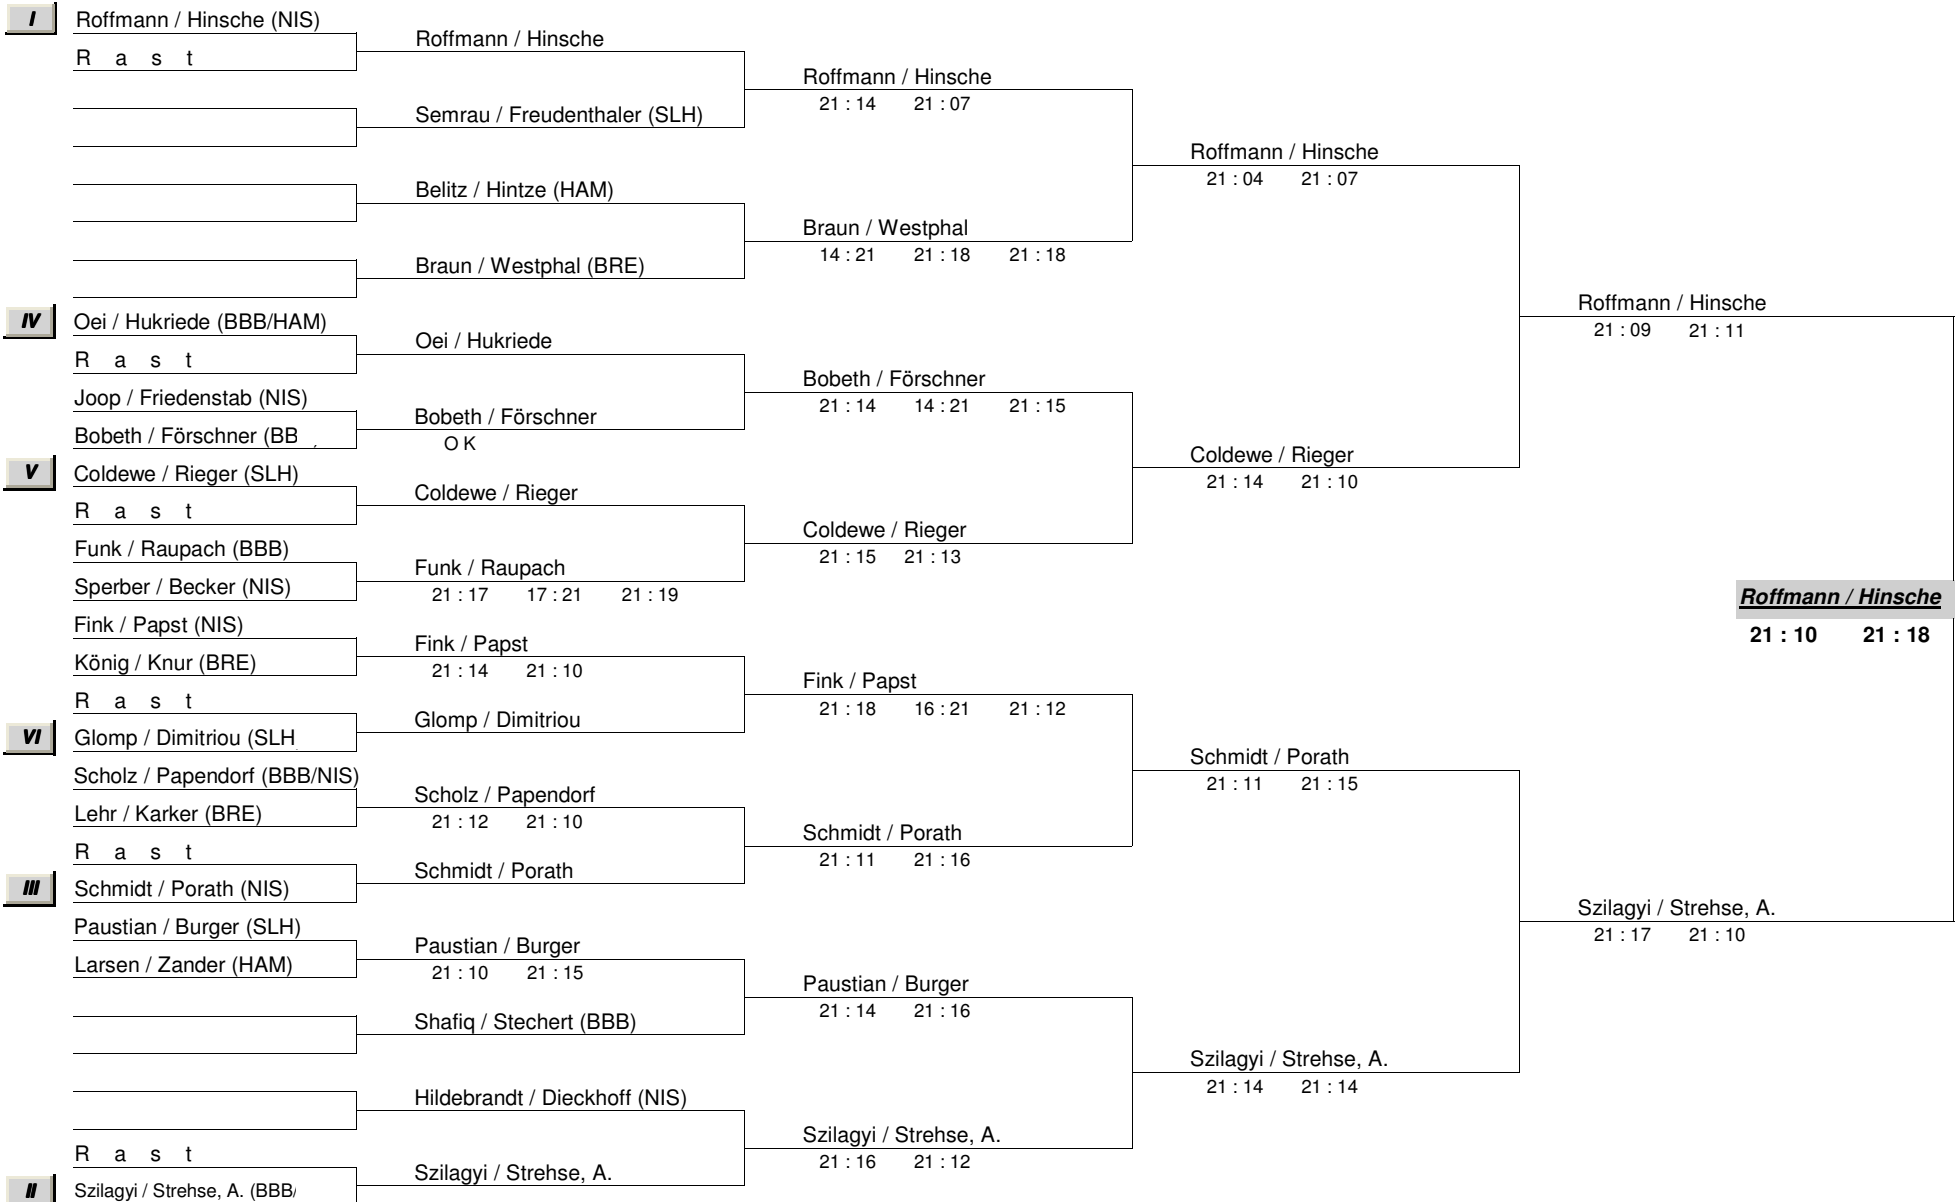 I
Roffmann / Hinsche (NIS)
R a s t
IV
Oei / Hukriede (BBB/HAM)
R a s t
Joop / Friedenstab (NIS)
Bobeth / Förschner (BB
V
Coldewe / Rieger (SLH)
R a s t
Funk / Raupach (BBB)
Sperber / Becker (NIS)
Fink / Papst (NIS)
König / Knur (BRE)
R a s t
VI
Glomp / Dimitriou (SLH
Scholz / Papendorf (BBB/NIS)
Lehr / Karker (BRE)
R a s t
III
Schmidt / Porath (NIS)
Paustian / Burger (SLH)
Larsen / Zander (HAM)
R a s t
II
Szilagyi / Strehse, A. (BBB/
Roffmann / Hinsche
Semrau / Freudenthaler (SLH)
Belitz / Hintze (HAM)
Braun / Westphal (BRE)
Oei / Hukriede
Bobeth / Förschner
O K
Coldewe / Rieger
Funk / Raupach
21 : 17 17 : 21 21 : 19
Fink / Papst
21 : 14 21 : 10
Glomp / Dimitriou
Scholz / Papendorf
21 : 12 21 : 10
Schmidt / Porath
Paustian / Burger
21 : 10 21 : 15
Shafiq / Stechert (BBB)
Hildebrandt / Dieckhoff (NIS)
Szilagyi / Strehse, A.
Roffmann / Hinsche
21 : 14 21 : 07
Braun / Westphal
14 : 21 21 : 18 21 : 18
Bobeth / Förschner
21 : 14 14 : 21 21 : 15
Coldewe / Rieger
21 : 15 21 : 13
Fink / Papst
21 : 18 16 : 21 21 : 12
Schmidt / Porath
21 : 11 21 : 16
Paustian / Burger
21 : 14 21 : 16
Szilagyi / Strehse, A.
21 : 16 21 : 12
Roffmann / Hinsche
21 : 04 21 : 07
Coldewe / Rieger
21 : 14 21 : 10
Schmidt / Porath
21 : 11 21 : 15
Szilagyi / Strehse, A.
21 : 14 21 : 14
Roffmann / Hinsche
21 : 09 21 : 11
Szilagyi / Strehse, A.
21 : 17 21 : 10
Roffmann / Hinsche
21 : 10 21 : 18